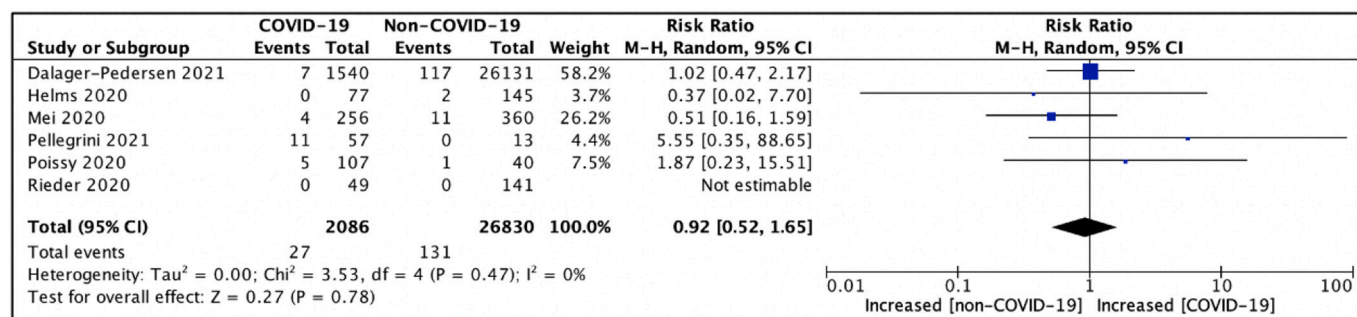 COVID-19 Non-COVID-19 Risk Ratio Risk Ratio
Study or Subgroup Events Total Events Total Weight M-H, Random, 95% CI M-H, Random, 95% CI
Dalager-Pedersen 2021 7 1540 117 26131 58.2% 1.02 [0.47, 2.17]
Helms 2020 0 77 2 145 3.7% 0.37 [0.02, 7.70]
Mei 2020 4 256 11 360 26.2% 0.51 [0.16, 1.59]
Pellegrini 2021 11 57 0 13 4.4% 5.55 [0.35, 88.65]
Poissy 2020 5 107 1 40 7.5% 1.87 [0.23, 15.51]
Rieder 2020 0 49 0 141 Not estimable
Total (95% CI) 2086 26830 100.0% 0.92 [0.52, 1.65]
Total events 27 131
Heterogeneity: Tau² = 0.00; Chi² = 3.53, df = 4 (P = 0.47); I² = 0%
Test for overall effect: Z = 0.27 (P = 0.78)
0.01 0.1 1 10 100
Increased [non-COVID-19] Increased [COVID-19]